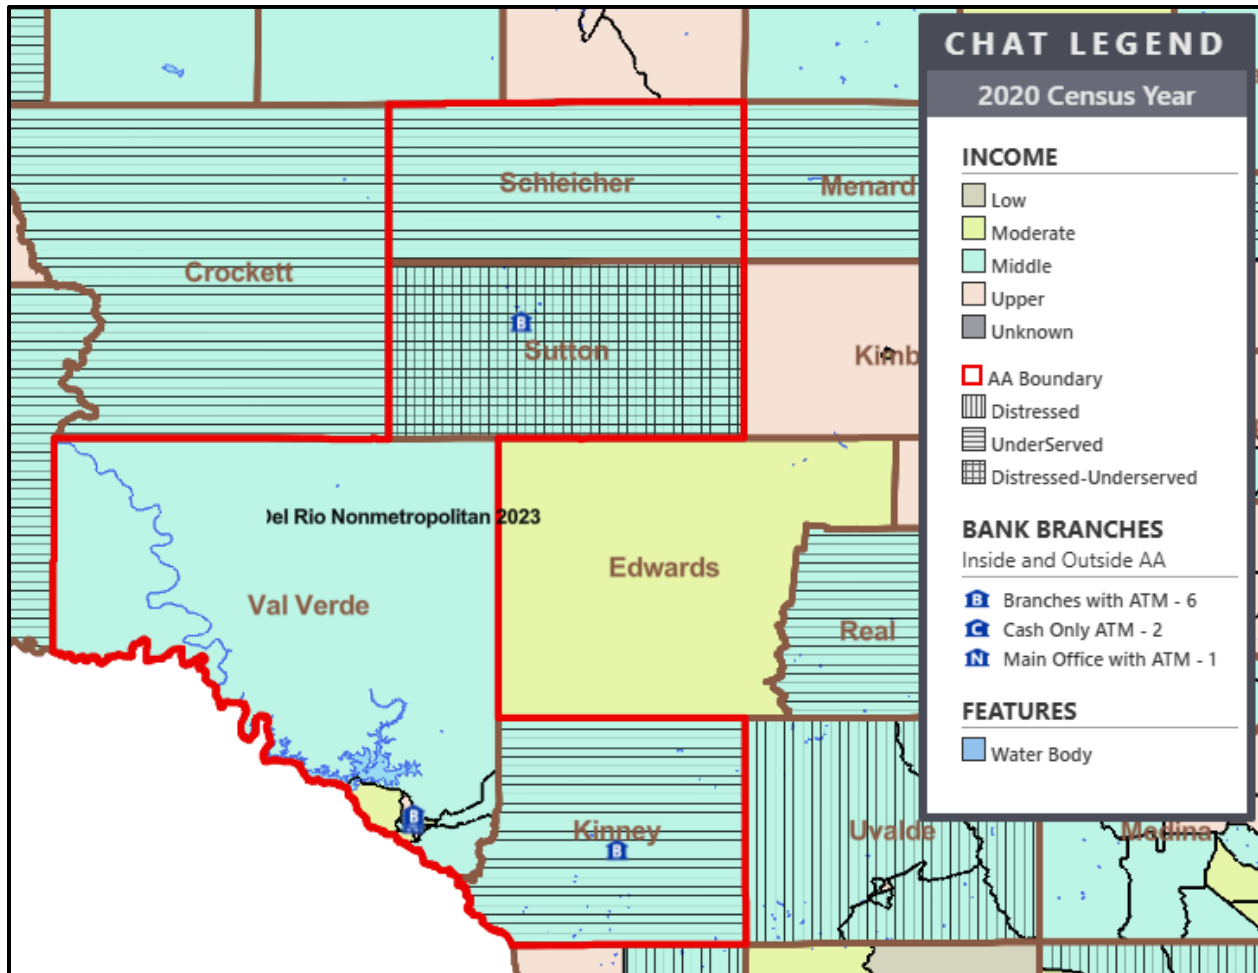 CHAT LEGEND
2020 Census Year
INCOME
Low
Moderate
Middle
Upper
Unknown
AA Boundary
Distressed
UnderServed
Distressed-Underserved
BANK BRANCHES
Inside and Outside AA
B Branches with ATM - 6
C Cash Only ATM - 2
N Main Office with ATM - 1
FEATURES
Water Body
Schleicher
Menard
Crockett
B
Sutton
Kimb
el Rio Nonmetropolitan 2023
Edwards
Val Verde
Real
B
Kinney
B
Uvalde
Medina